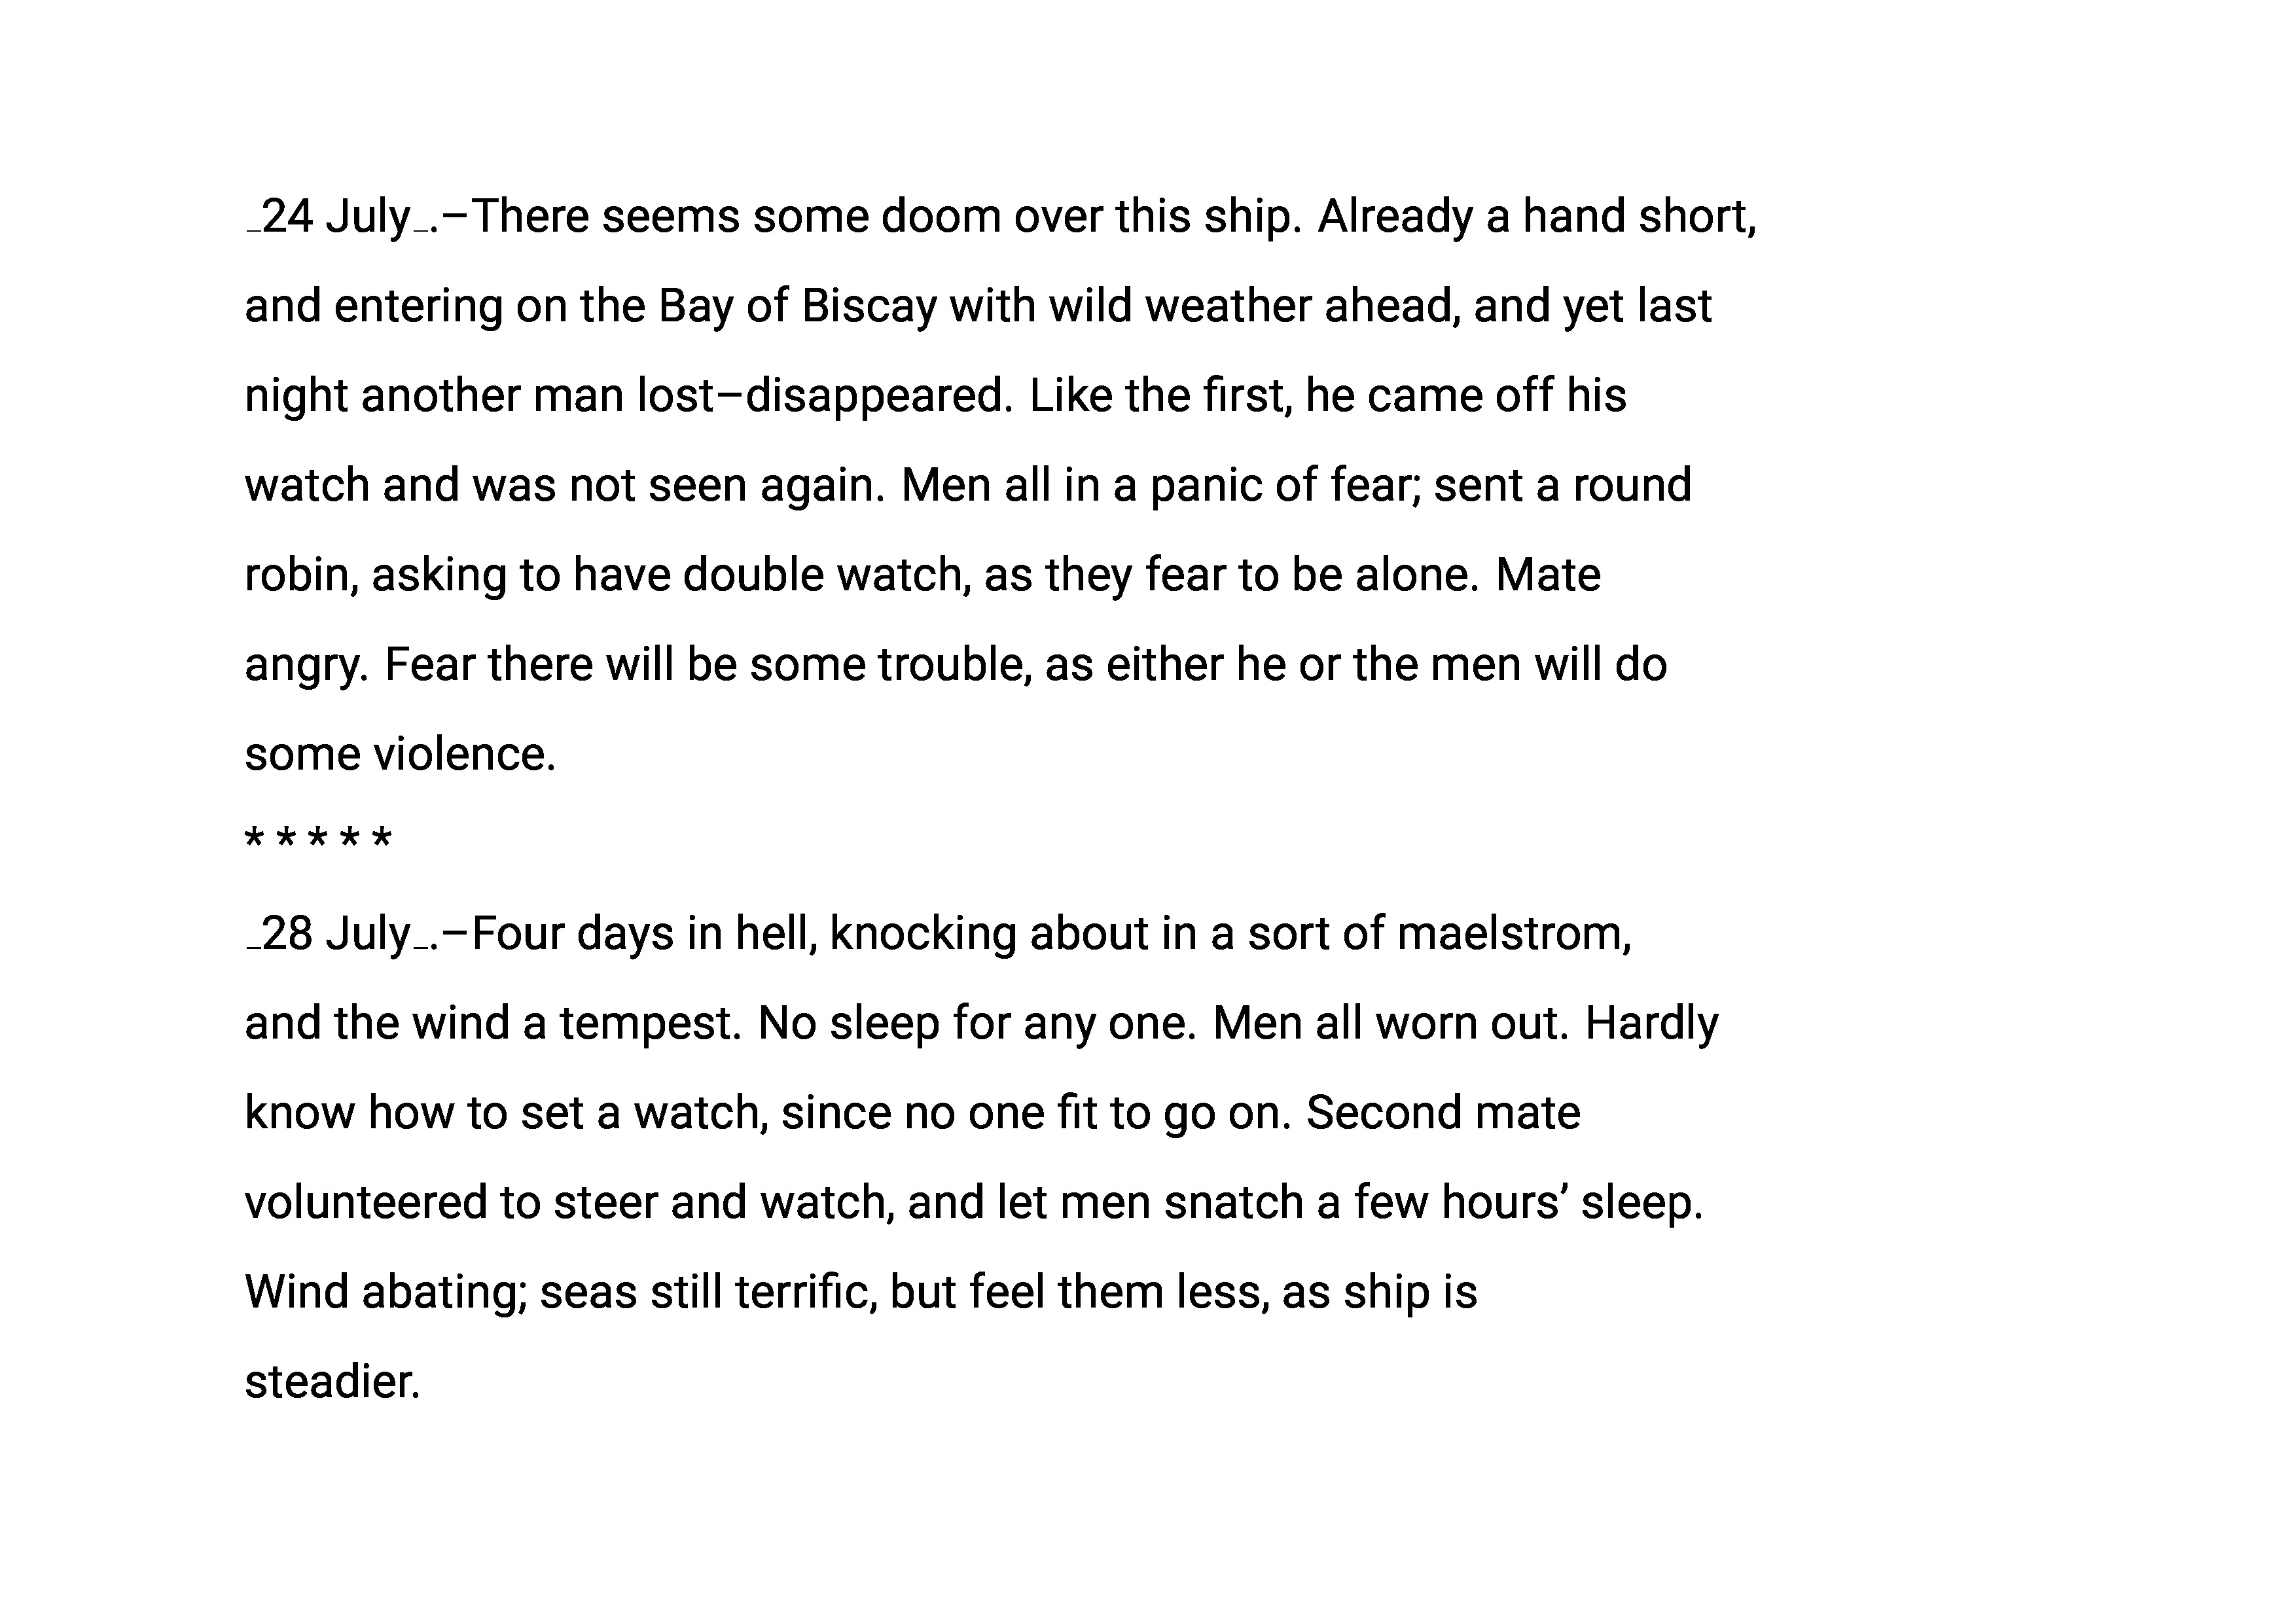 _24 July_.–There seems some doom over this ship. Already a hand short,
and entering on the Bay of Biscay with wild weather ahead, and yet last
night another man lost–disappeared. Like the first, he came off his
watch and was not seen again. Men all in a panic of fear; sent a round
robin, asking to have double watch, as they fear to be alone. Mate
angry. Fear there will be some trouble, as either he or the men will do
some violence.
* * * * *
_28 July_.–Four days in hell, knocking about in a sort of maelstrom,
and the wind a tempest. No sleep for any one. Men all worn out. Hardly
know how to set a watch, since no one fit to go on. Second mate
volunteered to steer and watch, and let men snatch a few hours’ sleep.
Wind abating; seas still terrific, but feel them less, as ship is
steadier.